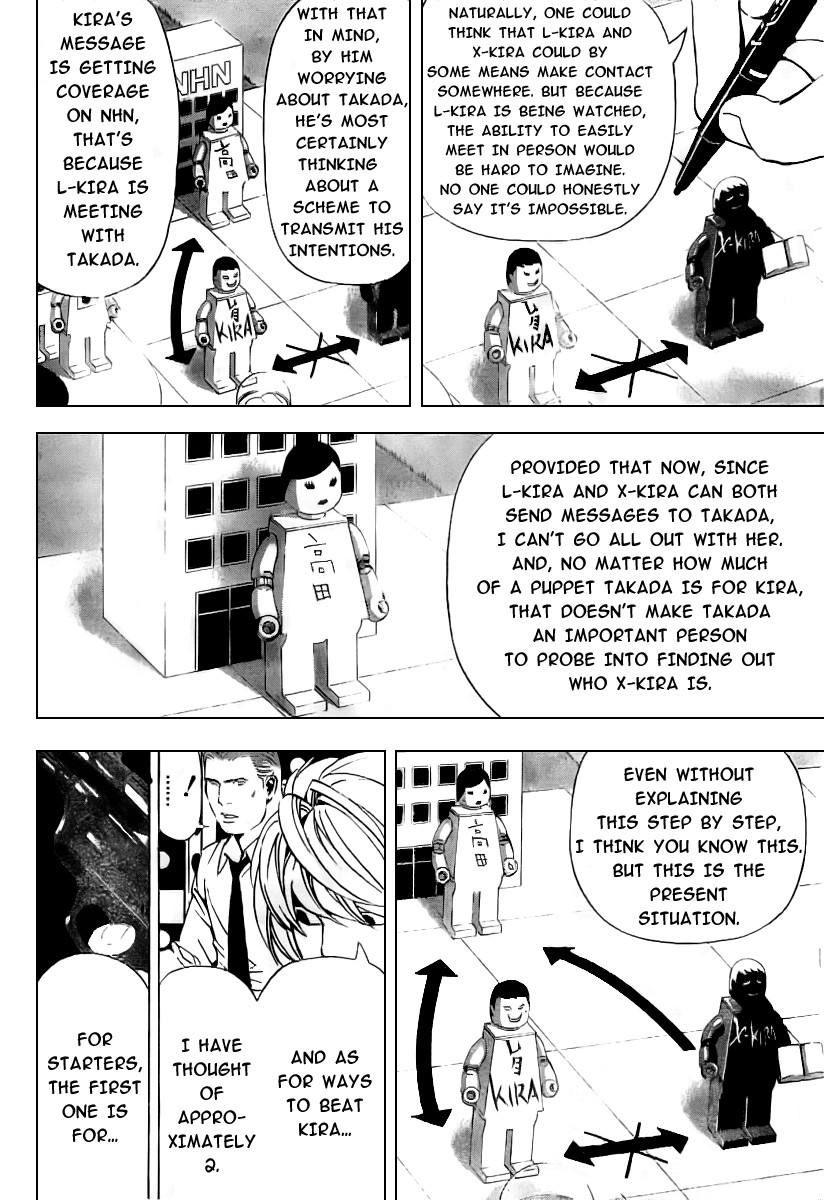 NATURALLY, ONE COULD
THINK THAT L-KIRA AND
X-KIRA COULD BY
SOME MEANS MAKE CONTACT
SOMEWHERE. BUT BECAUSE
L-KIRA IS BEING WATCHED,
THE ABILITY TO EASILY
MEET IN PERSON WOULD
BE HARD TO IMAGINE.
NO ONE COULD HONESTLY
SAY IT'S IMPOSSIBLE.
X-KIRA
L
月
KIRA
WITH THAT
IN MIND,
BY HIM
WORRYING
ABOUT TAKADA,
HE'S MOST
CERTAINLY
THINKING
ABOUT A
SCHEME TO
TRANSMIT HIS
INTENTIONS.
KIRA'S
MESSAGE
IS GETTING
COVERAGE
ON NHN,
THAT'S
BECAUSE
L-KIRA IS
MEETING
WITH
TAKADA.
NHN
高
田
L
月
KIRA
PROVIDED THAT NOW, SINCE
L-KIRA AND X-KIRA CAN BOTH
SEND MESSAGES TO TAKADA,
I CAN'T GO ALL OUT WITH HER.
AND, NO MATTER HOW MUCH
OF A PUPPET TAKADA IS FOR KIRA,
THAT DOESN'T MAKE TAKADA
AN IMPORTANT PERSON
TO PROBE INTO FINDING OUT
WHO X-KIRA IS.
高
田
EVEN WITHOUT
EXPLAINING
THIS STEP BY STEP,
I THINK YOU KNOW THIS.
BUT THIS IS THE
PRESENT
SITUATION.
高
田
X-KIRA
L
月
KIRA
!
......
AND AS
FOR WAYS
TO BEAT
KIRA...
I HAVE
THOUGHT
OF
APPRO-
XIMATELY
2.
FOR
STARTERS,
THE FIRST
ONE IS
FOR...